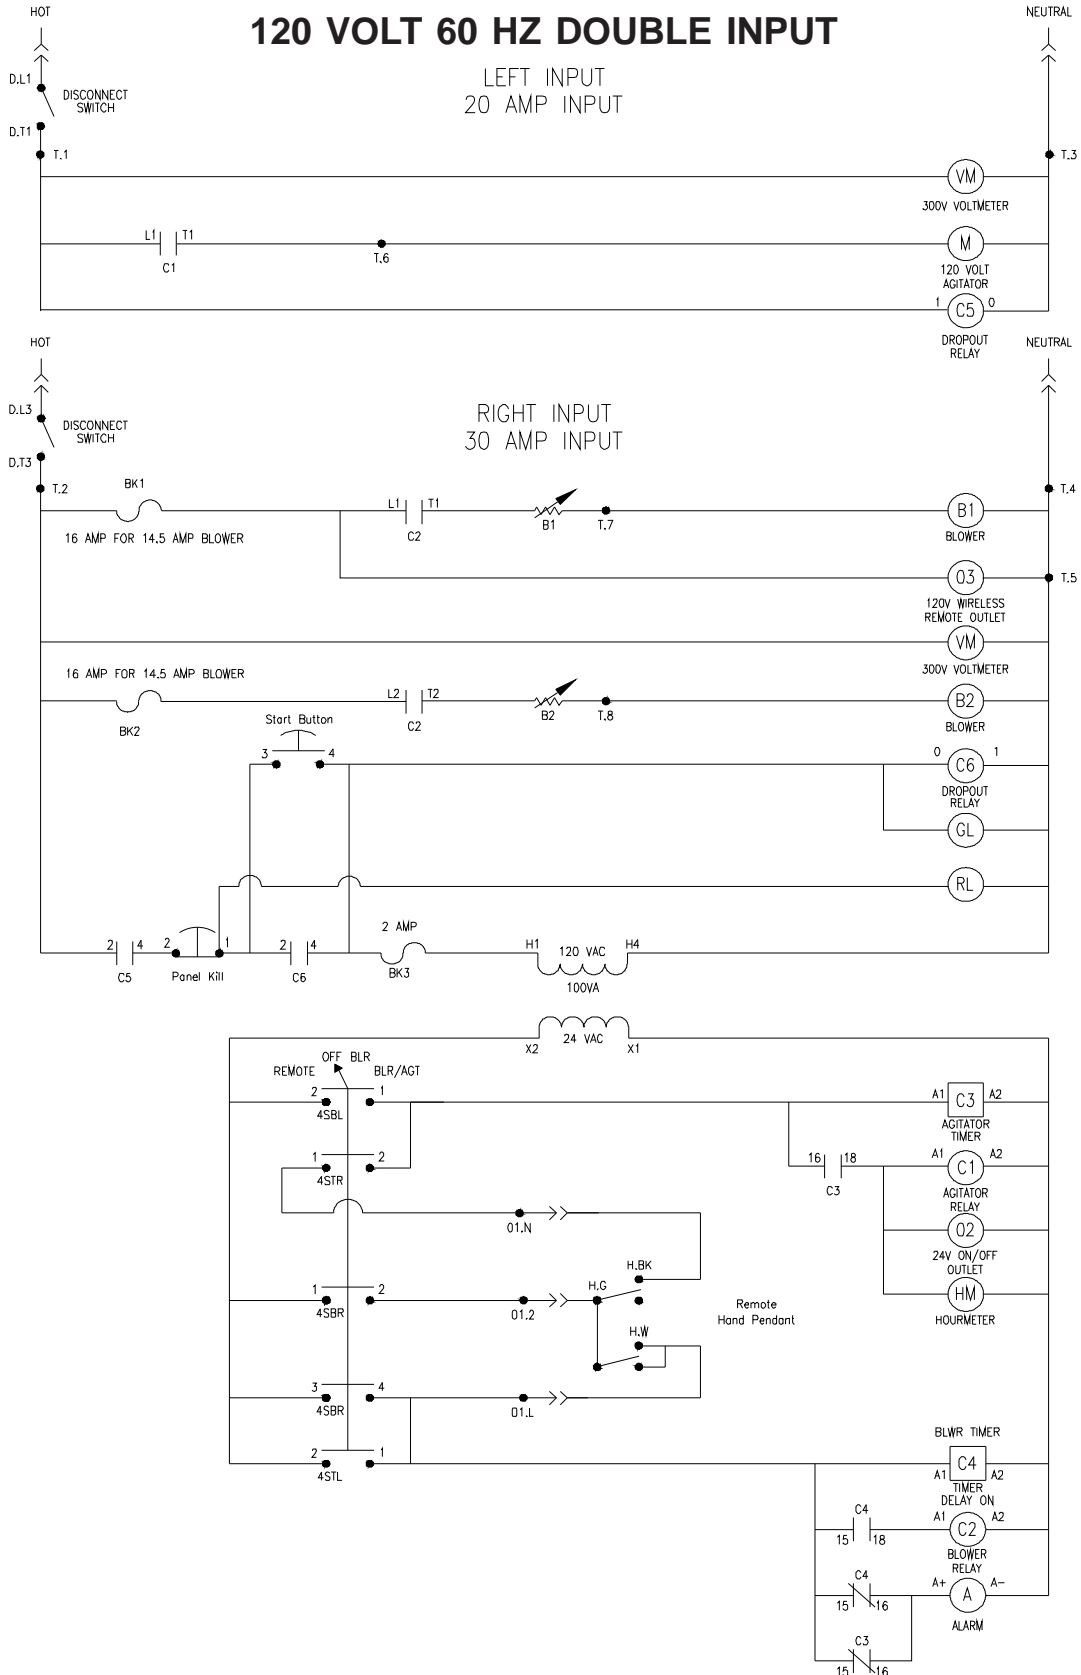 120 VOLT 60 HZ DOUBLE INPUT
HOT
NEUTRAL
LEFT INPUT
20 AMP INPUT
D.L1
DISCONNECT
SWITCH
D.T1
T.1
T.3
VM
300V VOLTMETER
L1 T1
C1
T.6
M
120 VOLT
AGITATOR
1 C5 0
DROPOUT
RELAY
HOT
NEUTRAL
RIGHT INPUT
30 AMP INPUT
D.L3
DISCONNECT
SWITCH
D.T3
T.2
T.4
BK1
16 AMP FOR 14.5 AMP BLOWER
L1 T1
C2
B1
T.7
B1
BLOWER
O3
T.5
120V WIRELESS
REMOTE OUTLET
VM
300V VOLTMETER
16 AMP FOR 14.5 AMP BLOWER
BK2
L2 T2
C2
B2
T.8
B2
BLOWER
Start Button
3 4
0 C6 1
DROPOUT
RELAY
GL
RL
2 4
C5
2 1
Panel Kill
2 4
C6
2 AMP
BK3
H1 120 VAC H4
100VA
X2 24 VAC X1
OFF BLR
REMOTE BLR/AGT
2 1
4SBL
A1 C3 A2
AGITATOR
TIMER
1 2
4STR
16 18
C3
A1 C1 A2
AGITATOR
RELAY
O1.N
O2
24V ON/OFF
OUTLET
H.BK
H.G
1 2
4SBR
O1.2
HM
HOURMETER
Remote
Hand Pendant
H.W
3 4
4SBR
O1.L
2 1
4STL
BLWR TIMER
A1 C4 A2
TIMER
DELAY ON
C4
15 18
A1 C2 A2
BLOWER
RELAY
C4
15 16
A+ A A-
ALARM
C3
15 16